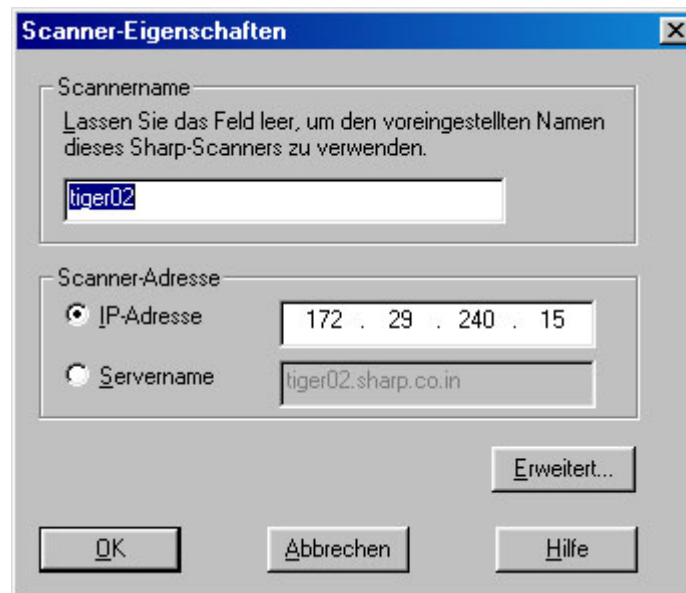 Scanner-Eigenschaften
Scannername
Lassen Sie das Feld leer, um den voreingestellten Namen
dieses Sharp-Scanners zu verwenden.
tiger02
Scanner-Adresse
IP-Adresse 172 . 29 . 240 . 15
Servername tiger02.sharp.co.in
Erweitert...
OK Abbrechen Hilfe